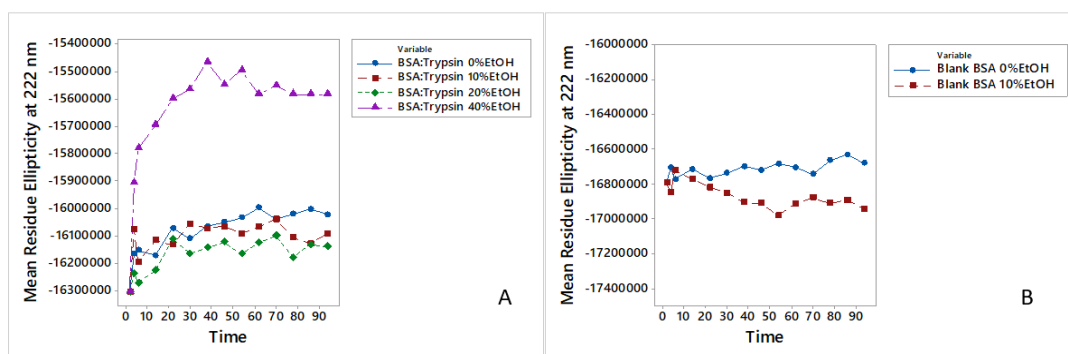 Mean Residue Ellipticity at 222 nm
-15400000
-15500000
-15600000
-15700000
-15800000
-15900000
-16000000
-16100000
-16200000
-16300000
0 10 20 30 40 50 60 70 80 90
Time
A
Variable
BSA:Trypsin 0%EtOH
BSA:Trypsin 10%EtOH
BSA:Trypsin 20%EtOH
BSA:Trypsin 40%EtOH
Mean Residue Ellipticity at 222 nm
-16000000
-16200000
-16400000
-16600000
-16800000
-17000000
-17200000
-17400000
0 10 20 30 40 50 60 70 80 90
Time
B
Variable
Blank BSA 0%EtOH
Blank BSA 10%EtOH